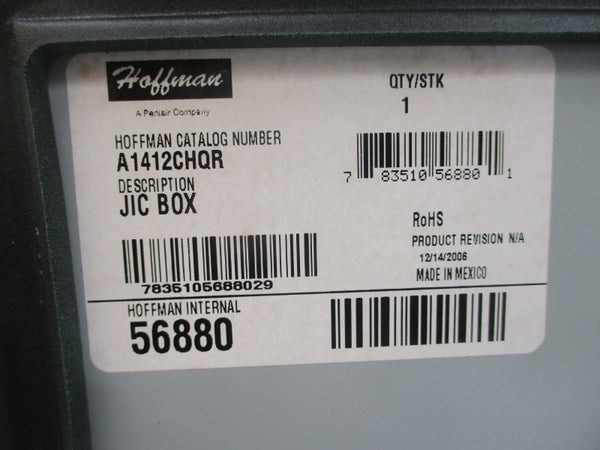 Hoffman
A Pentair Company
QTY/STK
1
HOFFMAN CATALOG NUMBER
A1412CHQR
DESCRIPTION
JIC BOX
7 83510 56880 1
RoHS
PRODUCT REVISION N/A
12/14/2006
MADE IN MEXICO
7835105688029
HOFFMAN INTERNAL
56880